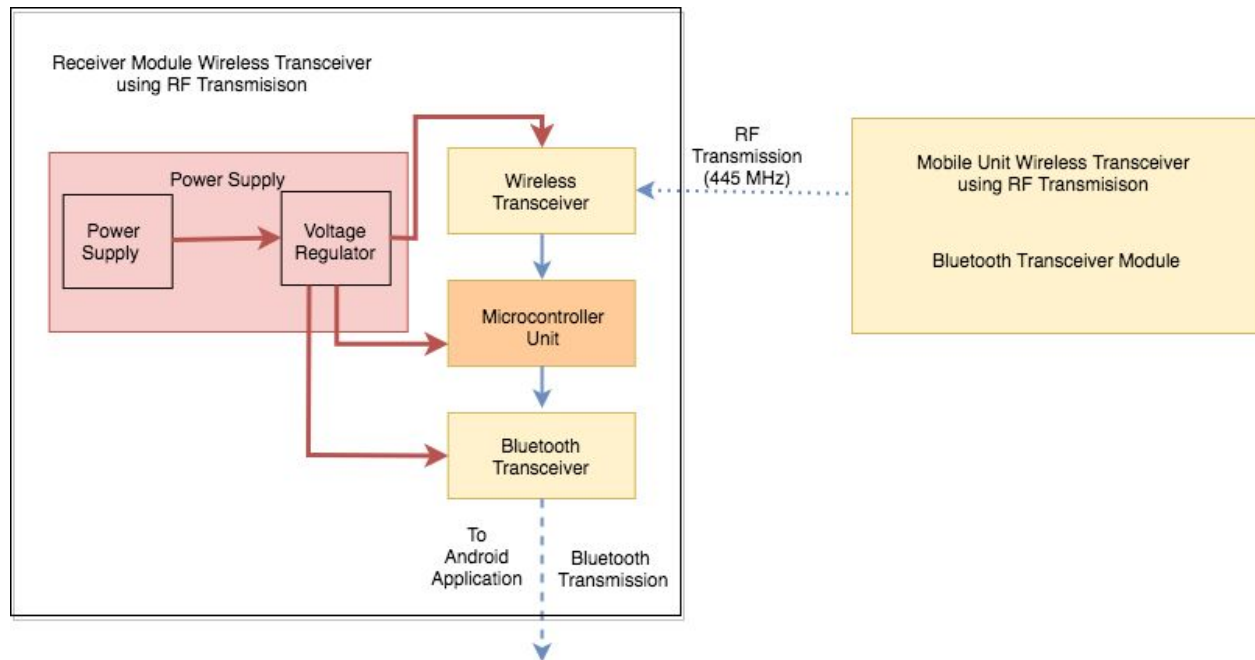 Receiver Module Wireless Transceiver
using RF Transmisison
Power Supply
Power
Supply
Voltage
Regulator
Wireless
Transceiver
Microcontroller
Unit
Bluetooth
Transceiver
To
Android
Application
Bluetooth
Transmission
RF
Transmission
(445 MHz)
Mobile Unit Wireless Transceiver
using RF Transmisison
Bluetooth Transceiver Module